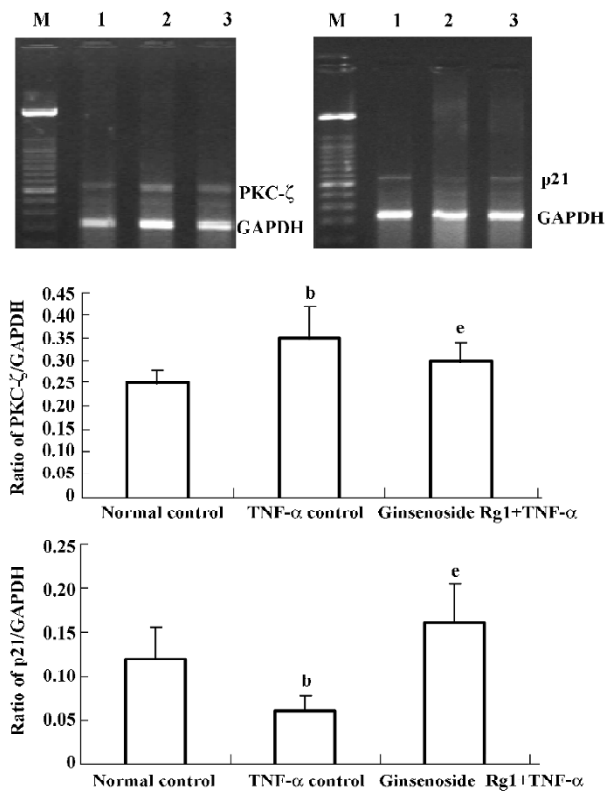 M 1 2 3
PKC-ζ
GAPDH
M 1 2 3
p21
GAPDH
Ratio of PKC-ζ/GAPDH
0.45
0.40
0.35
0.30
0.25
0.20
0.15
0.10
0.05
0
b
e
Normal control TNF-α control Ginsenoside Rg1+TNF-α
Ratio of p21/GAPDH
0.25
0.20
0.15
0.10
0.05
0
b
e
Normal control TNF-α control Ginsenoside Rg1+TNF-α